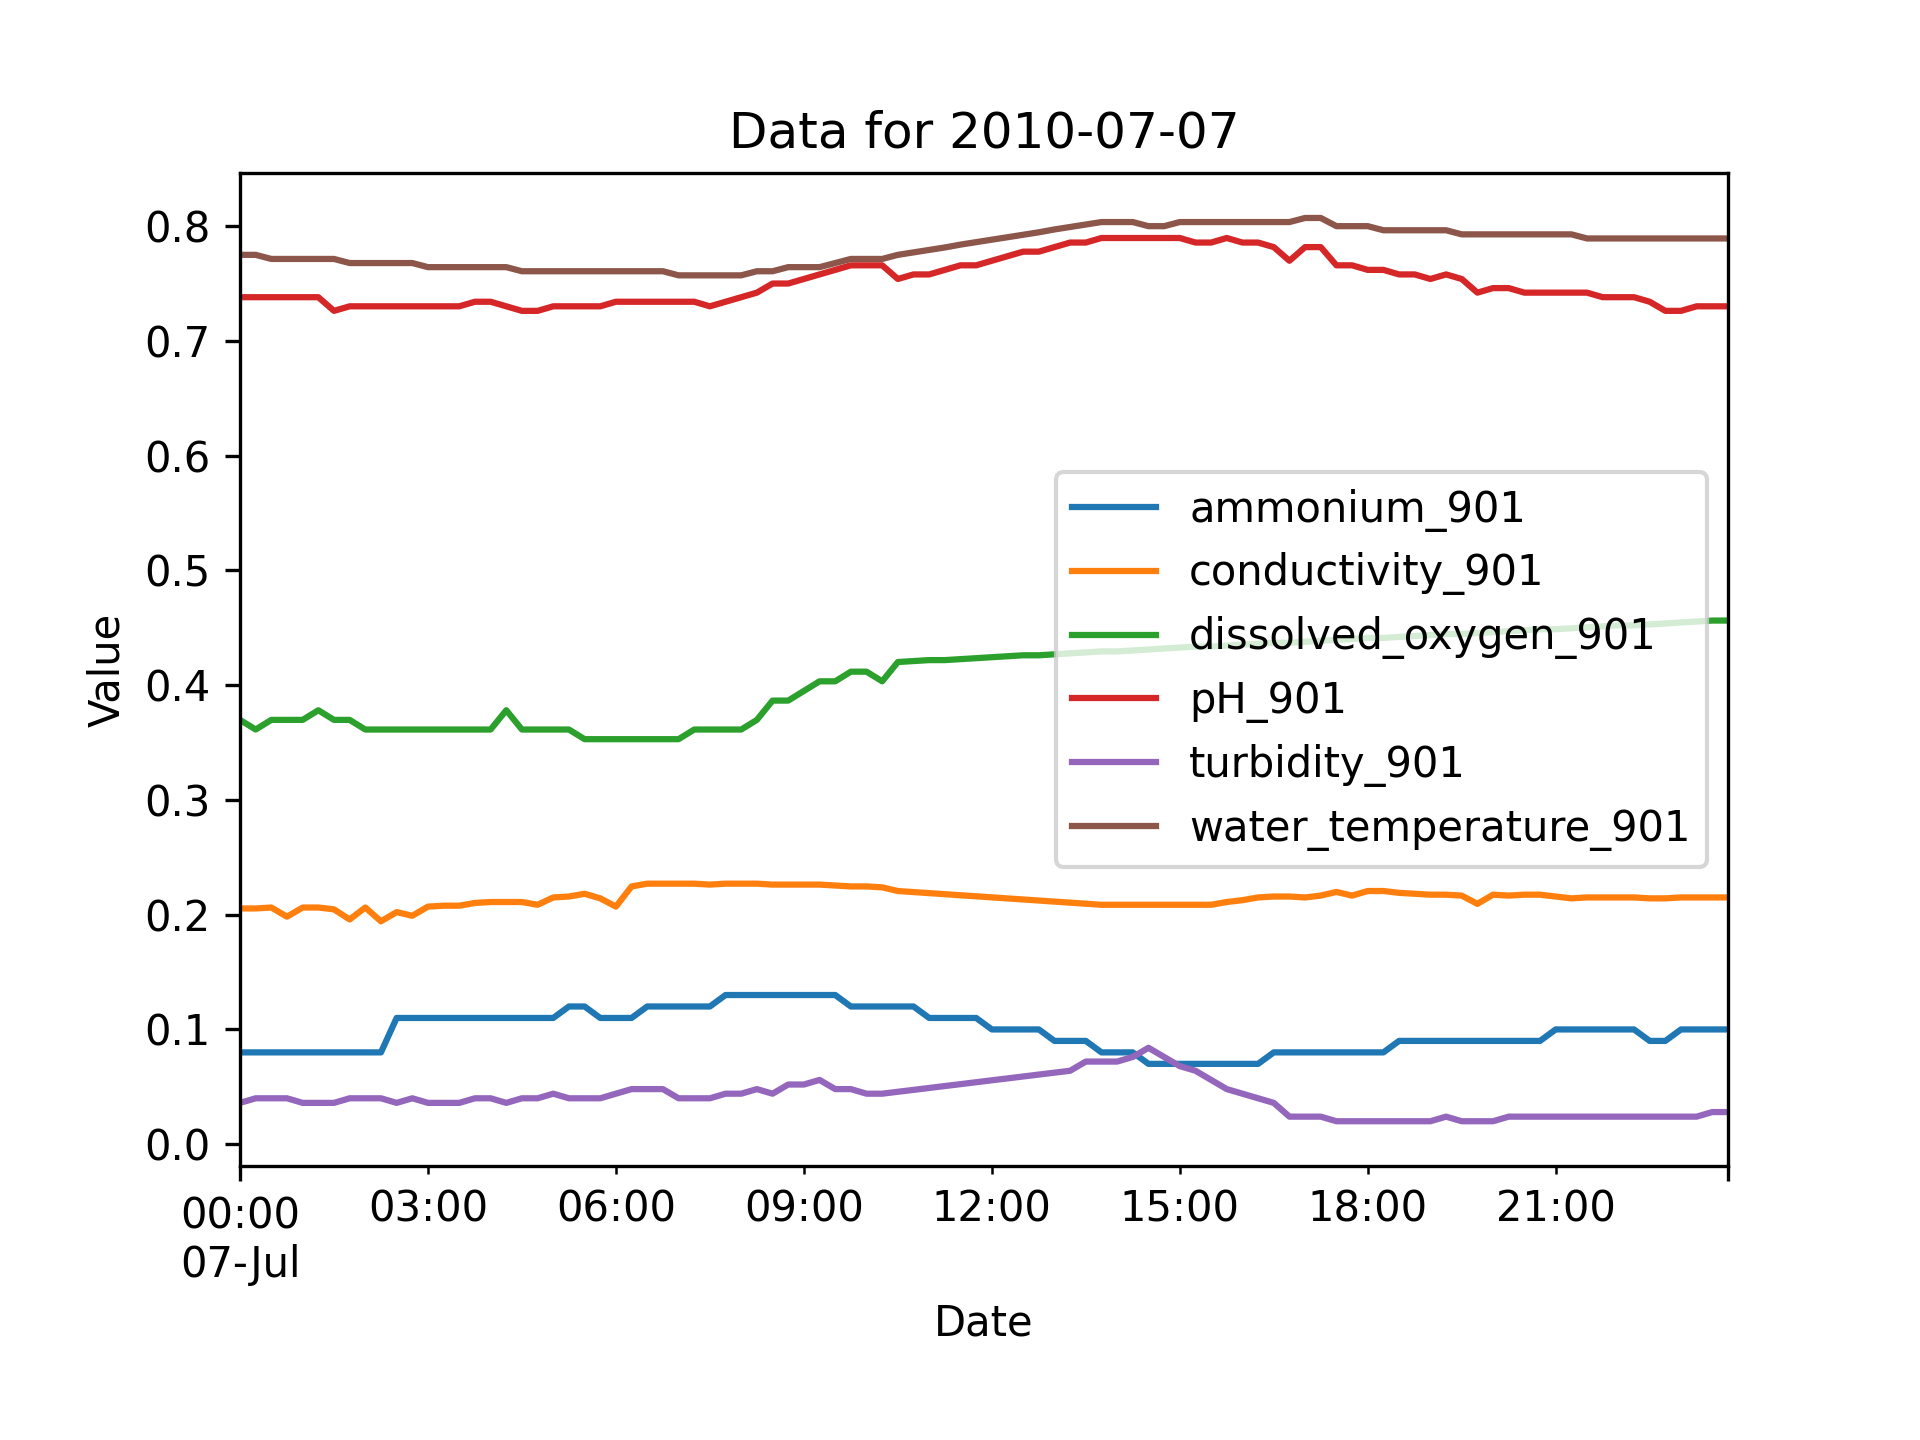 Data for 2010-07-07
0.8
0.7
0.6
0.5
0.4
0.3
0.2
0.1
0.0
Value
ammonium_901
conductivity_901
dissolved_oxygen_901
pH_901
turbidity_901
water_temperature_901
00:00 03:00 06:00 09:00 12:00 15:00 18:00 21:00
07-Jul
Date